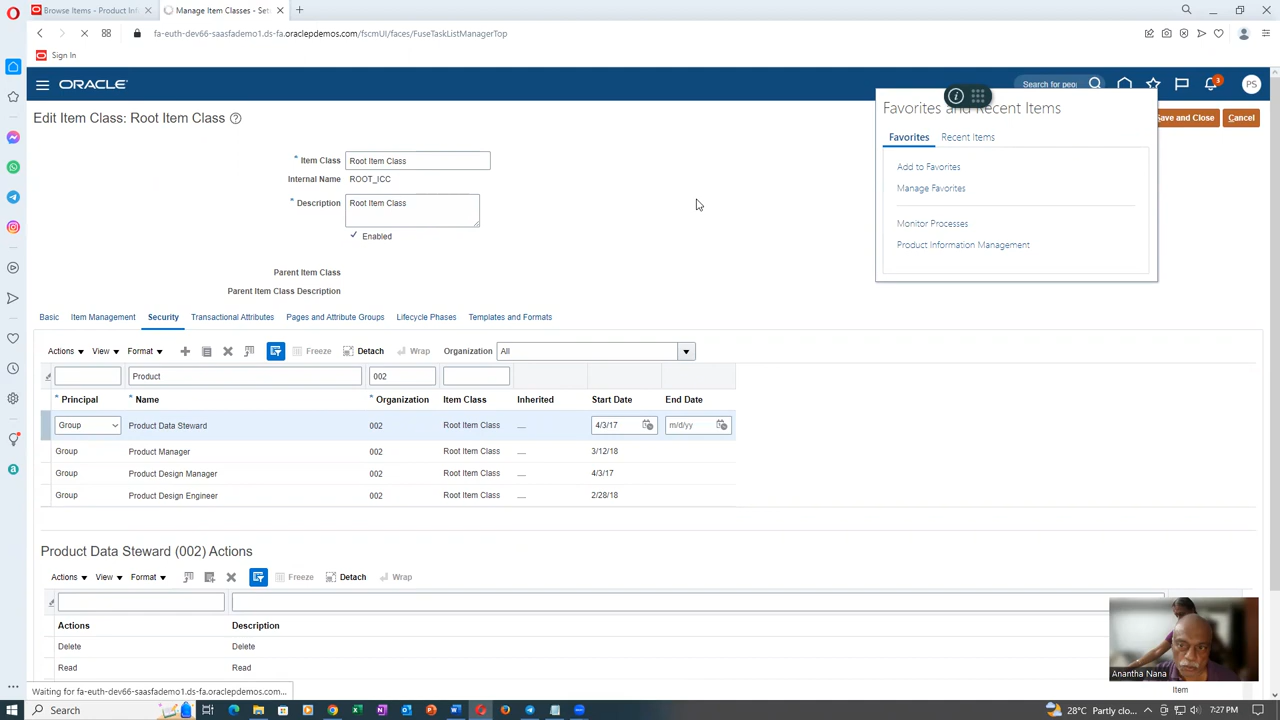 Browse Items - Product Inf
Manage Item Classes - Set
fa-euth-dev66-saasfademo1.ds-fa.oraclepdemos.com/fscmUI/faces/FuseTaskListManagerTop
Sign In
ORACLE
Search for peo
3
PS
Edit Item Class: Root Item Class
Save and Close
Cancel
Favorites and Recent Items
Favorites
Recent Items
Add to Favorites
Manage Favorites
Monitor Processes
Product Information Management
* Item Class Root Item Class
Internal Name ROOT_ICC
* Description Root Item Class
Enabled
Parent Item Class
Parent Item Class Description
Basic Item Management Security Transactional Attributes Pages and Attribute Groups Lifecycle Phases Templates and Formats
Actions View Format Freeze Detach Wrap Organization All
Product 002
* Principal * Name * Organization Item Class Inherited Start Date End Date
Group Product Data Steward 002 Root Item Class 4/3/17 m/d/yy
Group Product Manager 002 Root Item Class 3/12/18
Group Product Design Manager 002 Root Item Class 4/3/17
Group Product Design Engineer 002 Root Item Class 2/28/18
Product Data Steward (002) Actions
Actions View Format Freeze Detach Wrap
Actions Description
Delete Delete
Read Read
Anantha Nana
Item
Waiting for fa-euth-dev66-saasfademo1.ds-fa.oraclepdemos.com...
Search
28°C Partly clo...
7:27 PM